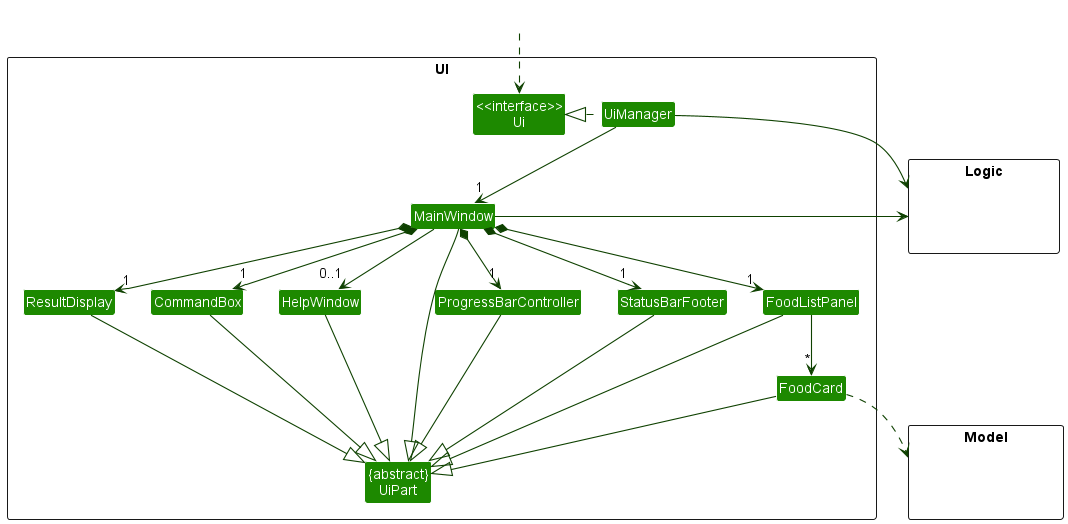 UI
<<interface>>
Ui
UiManager
Logic
1
MainWindow
1
1
0..1
1
1
1
ResultDisplay
CommandBox
HelpWindow
ProgressBarController
StatusBarFooter
FoodListPanel
*
FoodCard
Model
{abstract}
UiPart